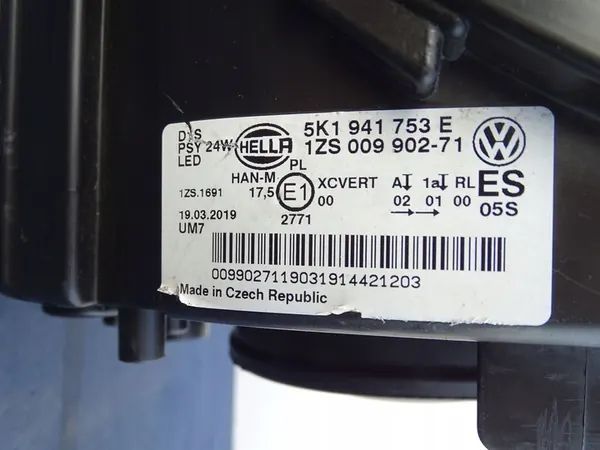 D1S
PSY 24W
LED
HELLA
5K1 941 753 E
1ZS 009 902-71
PL
HAN-M
17,5
E1
2771
XCVERT
00
A
02
1a
01
RL
00
ES
05S
1ZS.1691
19.03.2019
UM7
0099027119031914421203
Made in Czech Republic